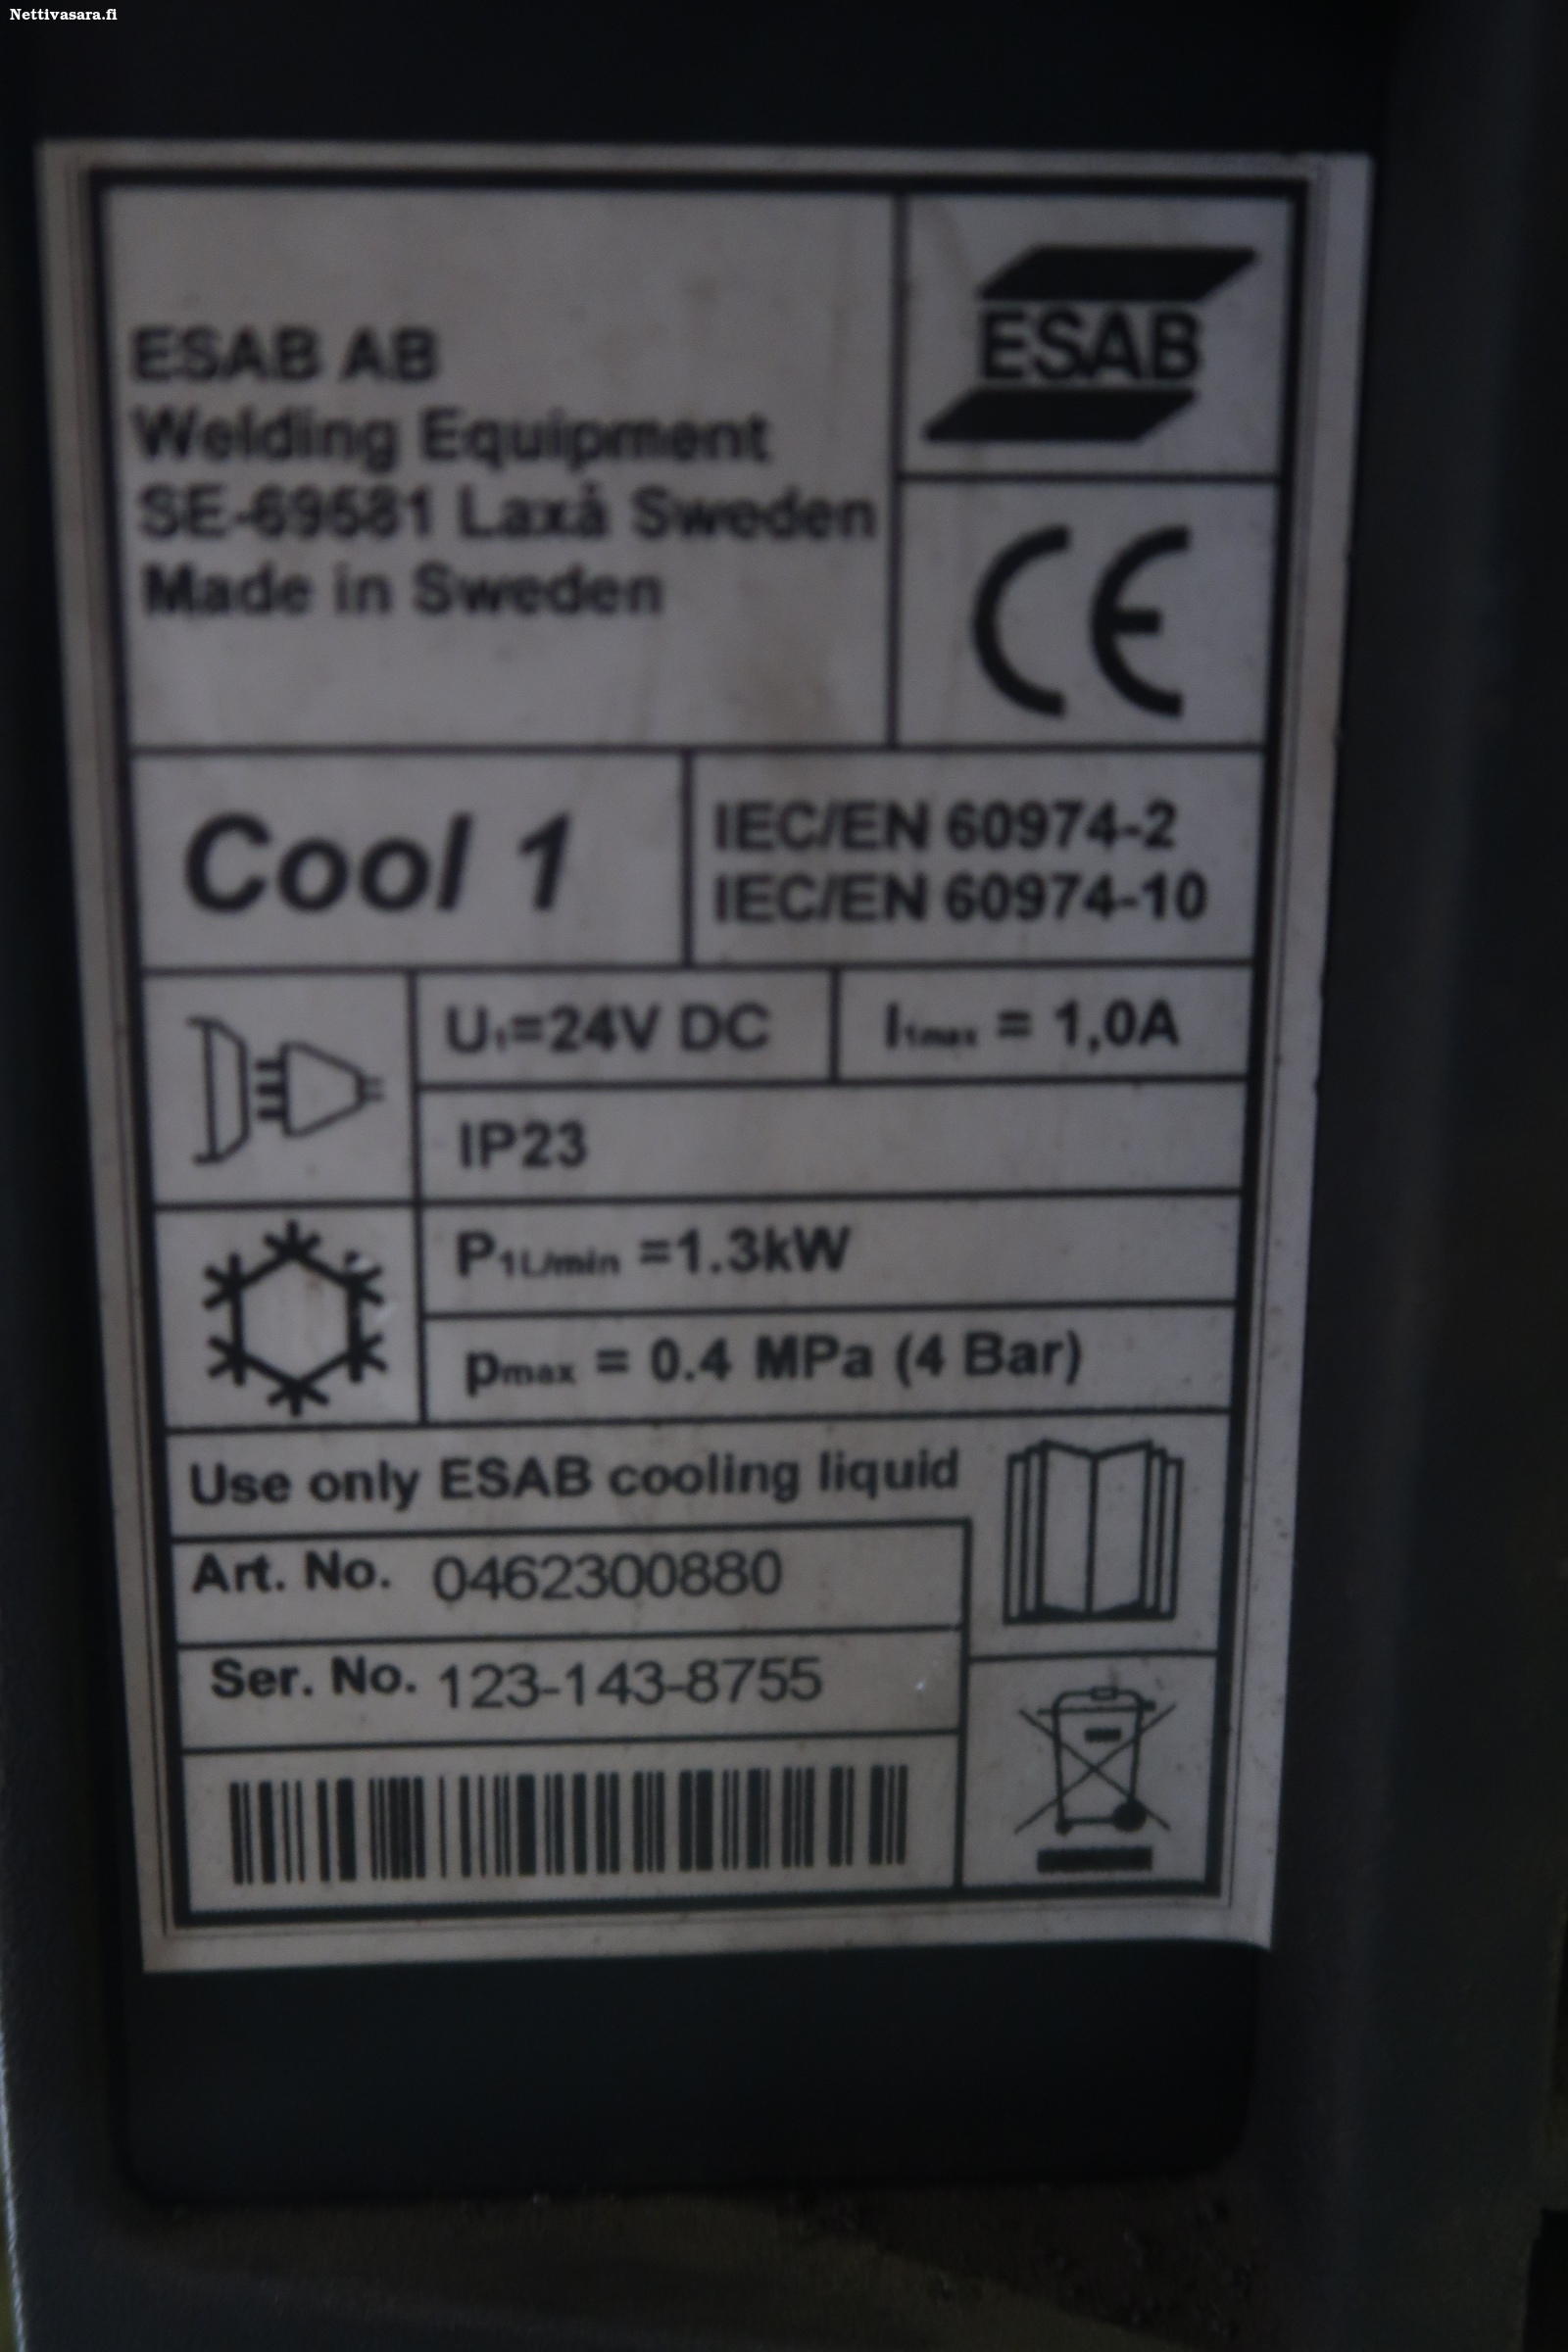 Nettivasara.fi
ESAB AB
Welding Equipment
SE-69581 Laxå Sweden
Made in Sweden
ESAB
CE
Cool 1
IEC/EN 60974-2
IEC/EN 60974-10
U1=24V DC
I1max = 1,0A
IP23
P1L/min =1.3kW
pmax = 0.4 MPa (4 Bar)
Use only ESAB cooling liquid
Art. No. 0462300880
Ser. No. 123-143-8755